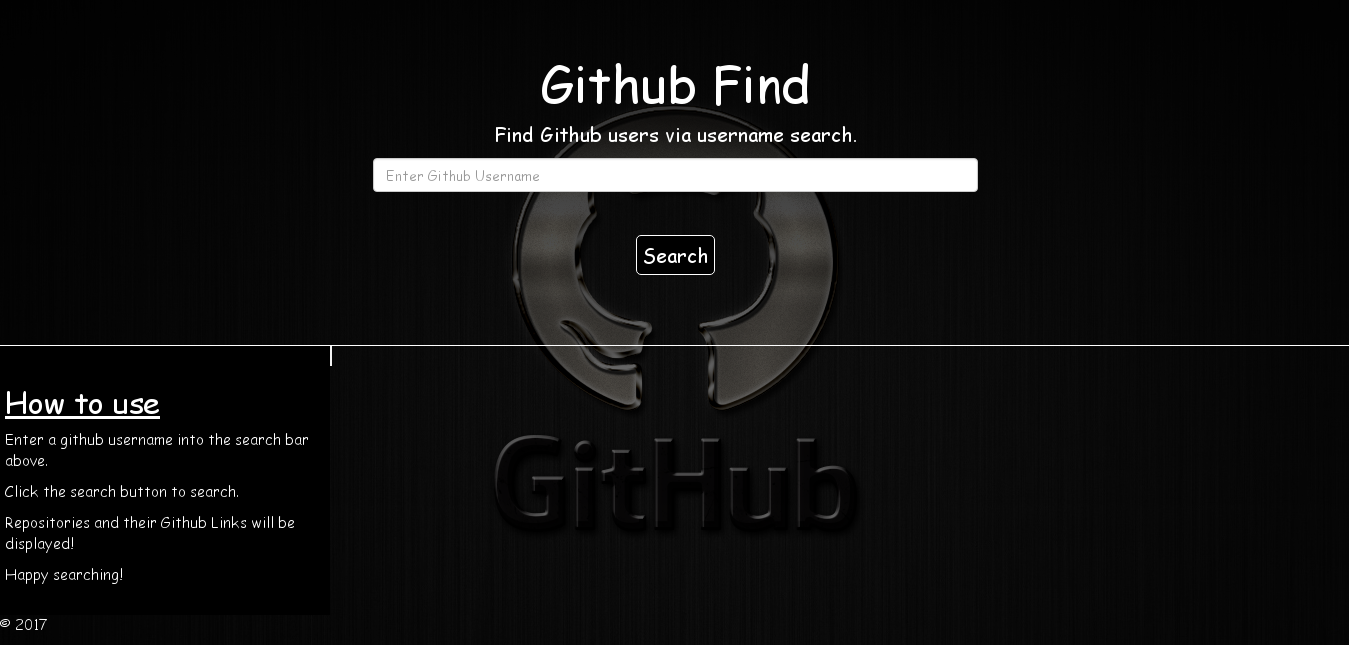 Github Find
Find Github users via username search.
Enter Github Username
Search
How to use
Enter a github username into the search bar
above.
Click the search button to search.
Repositories and their Github Links will be
displayed!
Happy searching!
GitHub
© 2017